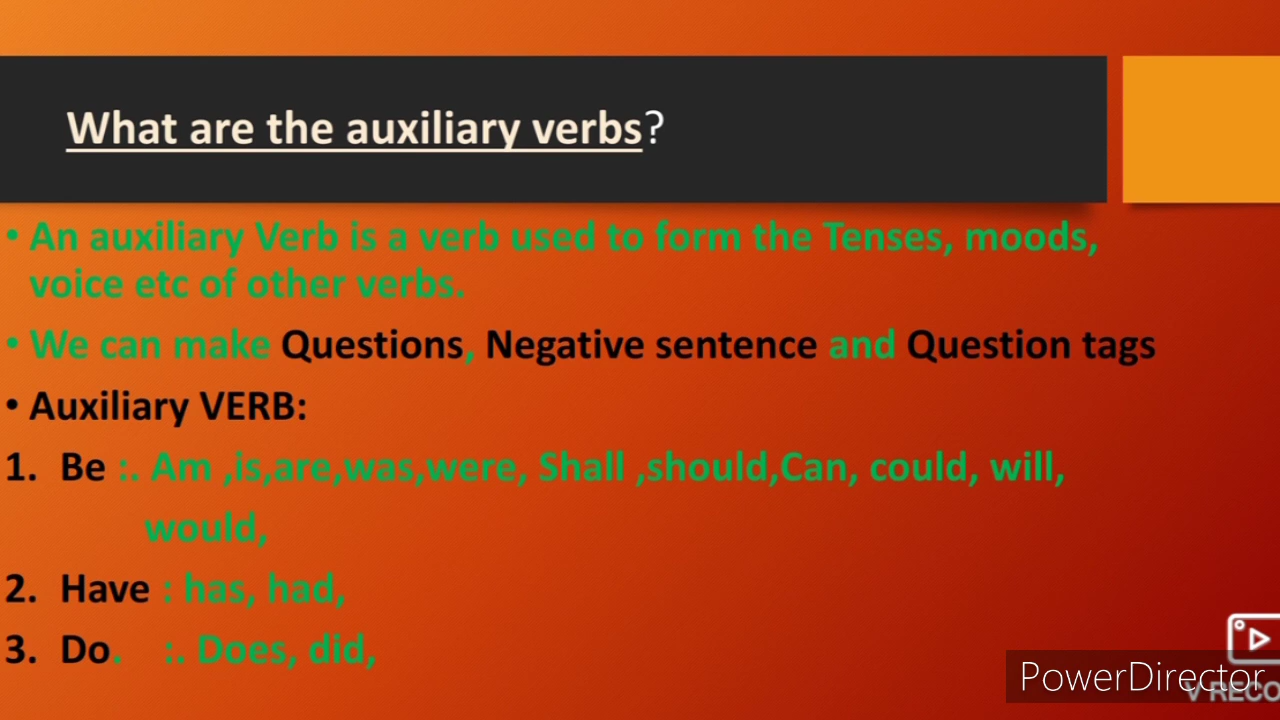 What are the auxiliary verbs?
• An auxiliary Verb is a verb used to form the Tenses, moods,
voice etc of other verbs.
• We can make Questions, Negative sentence and Question tags
• Auxiliary VERB:
1. Be :. Am ,is,are,was,were, Shall ,should,Can, could, will,
would,
2. Have : has, had,
3. Do. :. Does, did,
PowerDirector
V RECO